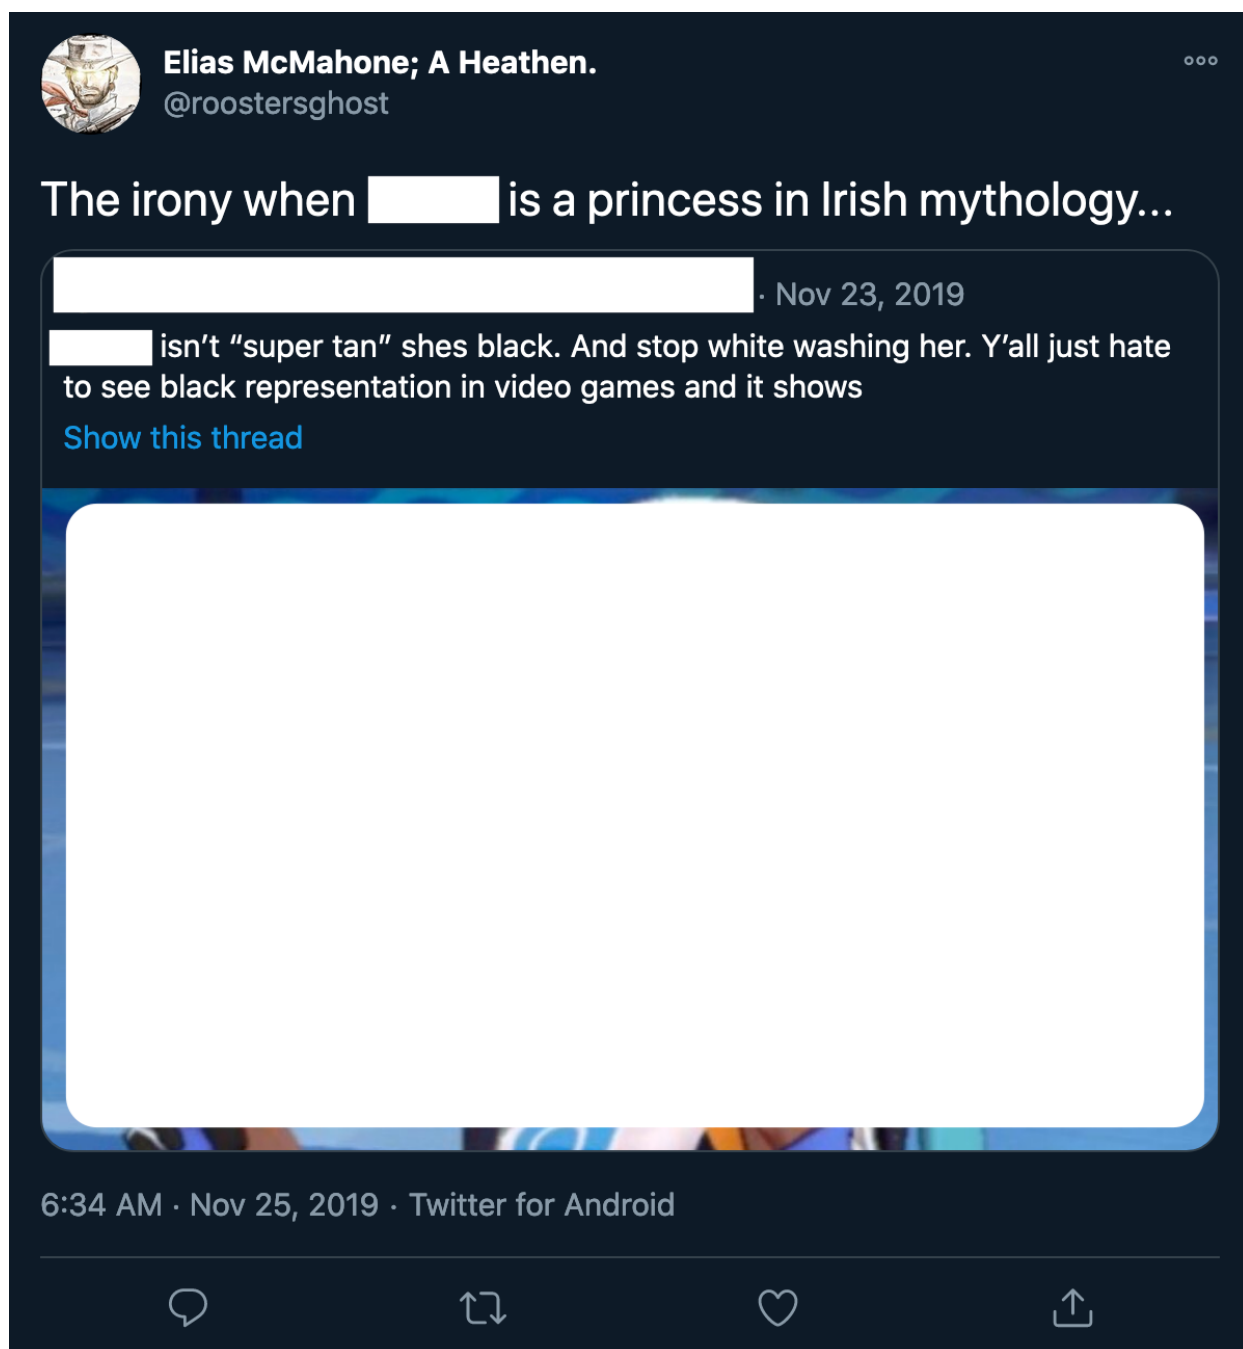 Elias McMahone; A Heathen.
@roostersghost
The irony when is a princess in Irish mythology...
· Nov 23, 2019
isn't “super tan” shes black. And stop white washing her. Y'all just hate
to see black representation in video games and it shows
Show this thread
6:34 AM · Nov 25, 2019 · Twitter for Android